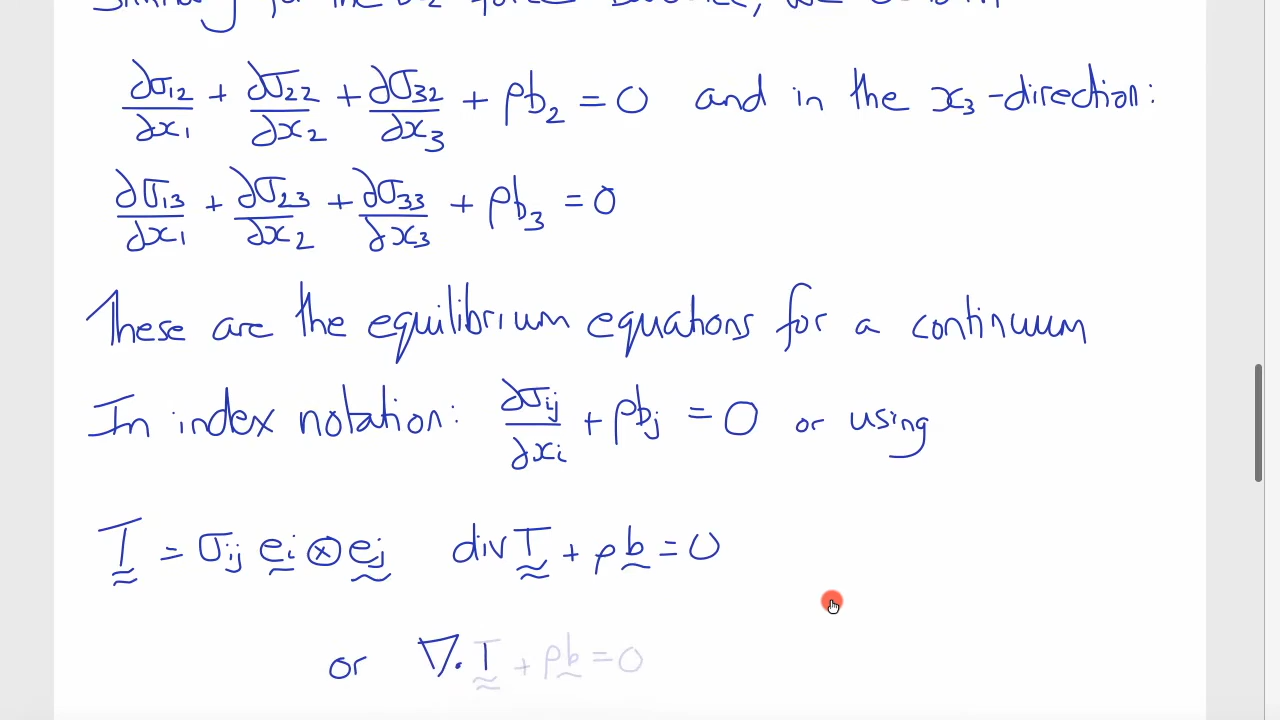 for the
∂σ12/∂x1 + ∂σ22/∂x2 + ∂σ32/∂x3 + ρb2 = 0 and in the x3-direction:
∂σ13/∂x1 + ∂σ23/∂x2 + ∂σ33/∂x3 + ρb3 = 0
These are the equilibrium equations for a continuum
In index notation: ∂σij/∂xi + ρbj = 0 or using
T = σij ei ⊗ ej div T + ρb = 0
or ∇.T + ρb = 0